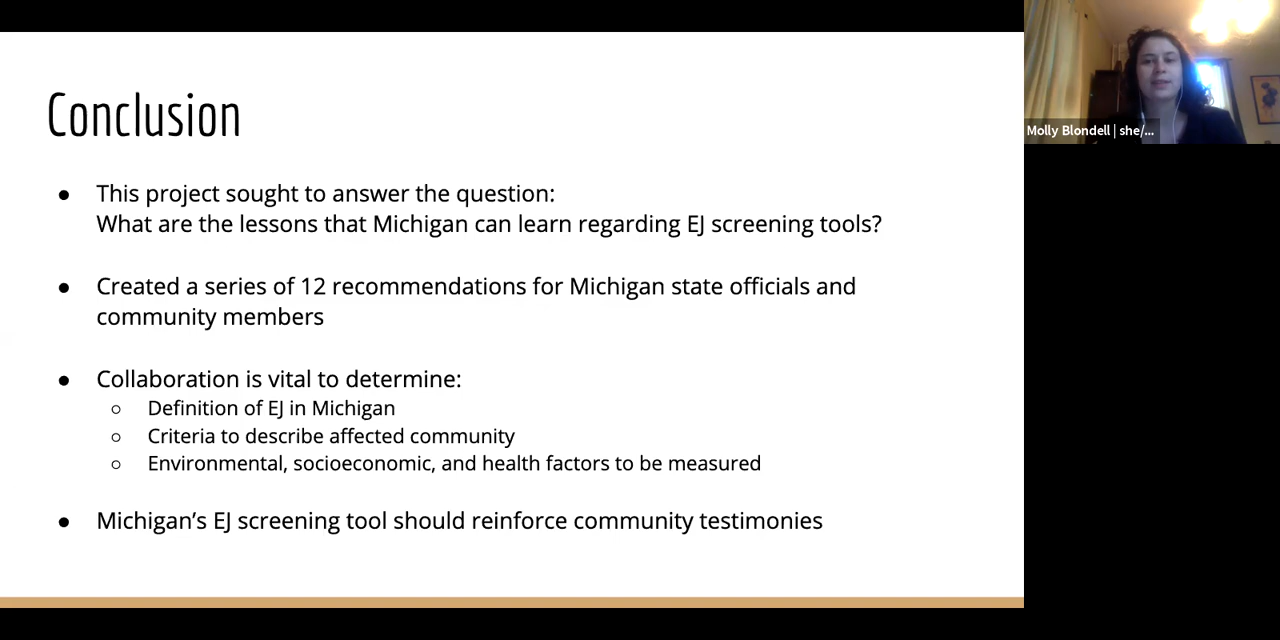 Conclusion
● This project sought to answer the question:
What are the lessons that Michigan can learn regarding EJ screening tools?
● Created a series of 12 recommendations for Michigan state officials and
community members
● Collaboration is vital to determine:
○ Definition of EJ in Michigan
○ Criteria to describe affected community
○ Environmental, socioeconomic, and health factors to be measured
● Michigan’s EJ screening tool should reinforce community testimonies
Molly Blondell | she/...